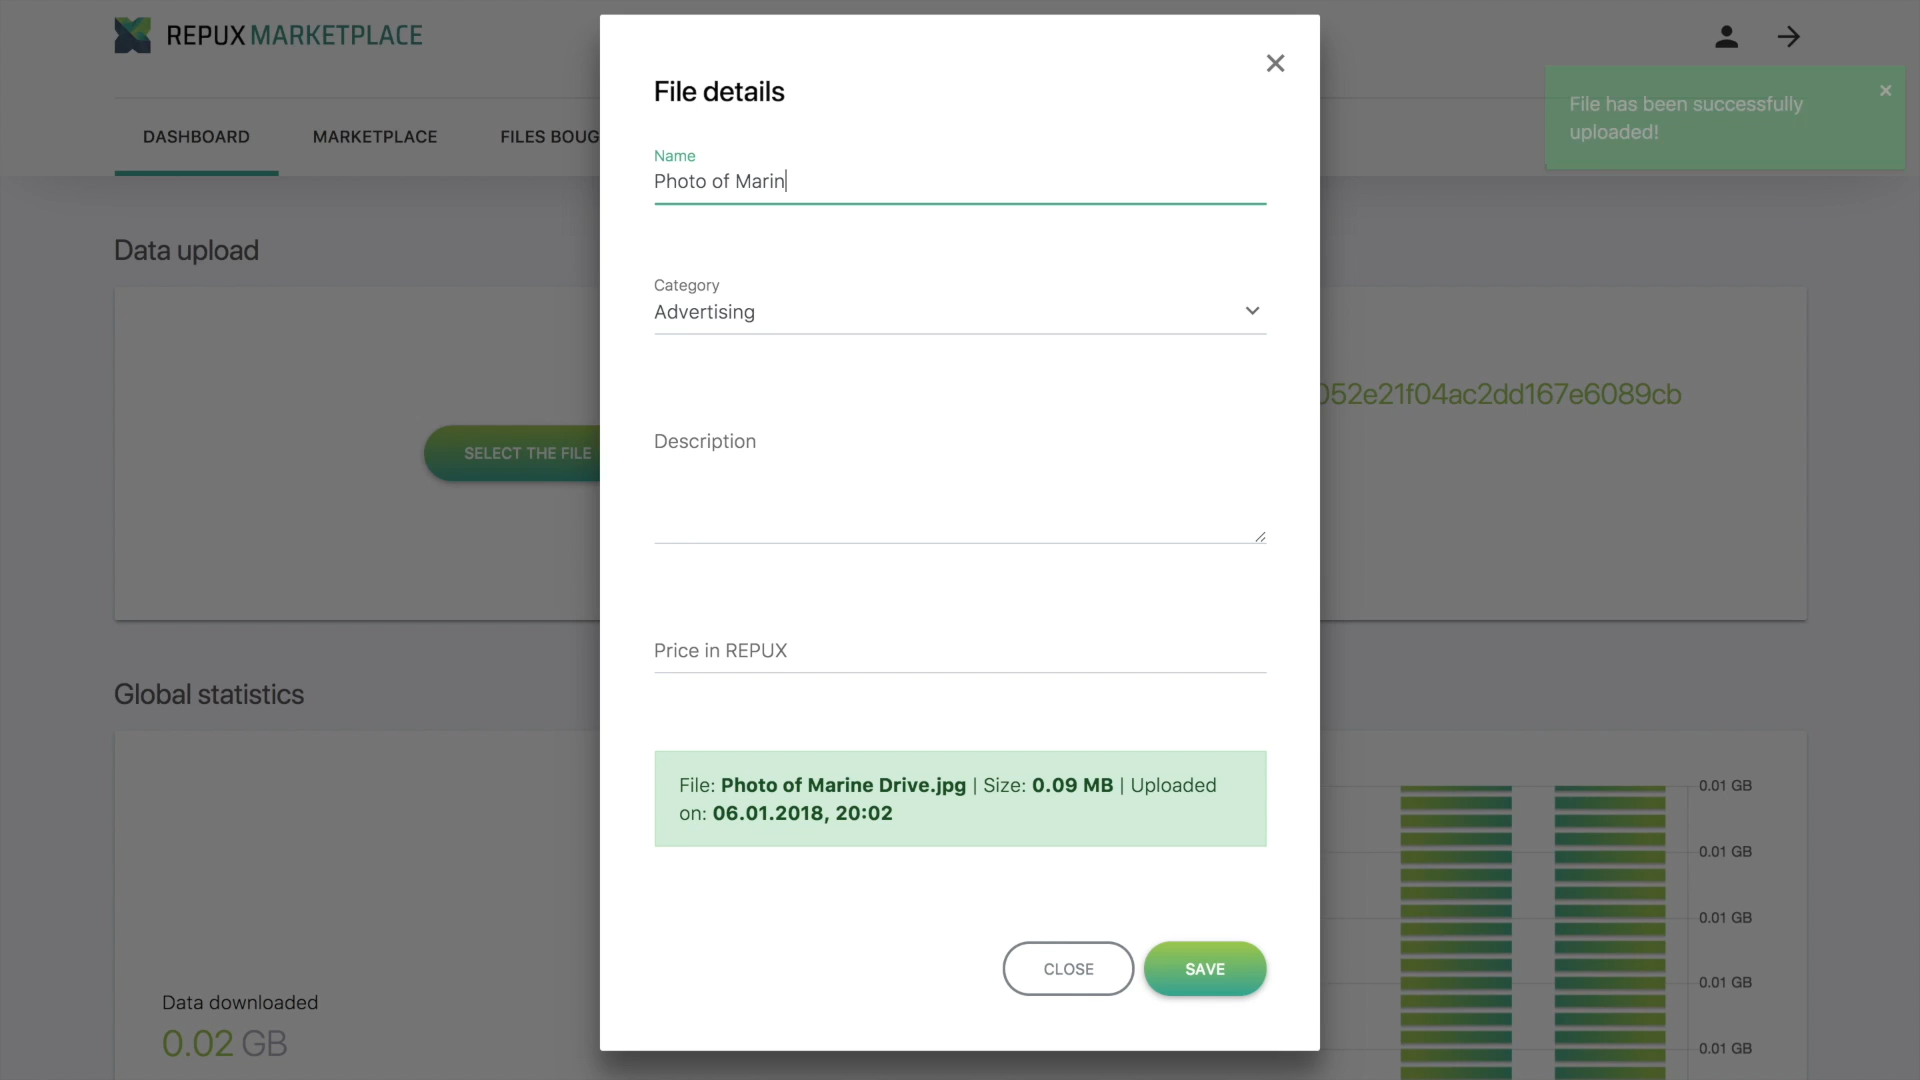 REPUX MARKETPLACE
File has been successfully
uploaded!
DASHBOARD
MARKETPLACE
FILES BOUG
File details
Name
Photo of Marin
Category
Advertising
Description
Price in REPUX
File: Photo of Marine Drive.jpg | Size: 0.09 MB | Uploaded
on: 06.01.2018, 20:02
CLOSE
SAVE
Data upload
SELECT THE FILE
052e21f04ac2dd167e6089cb
Global statistics
Data downloaded
0.02 GB
0.01 GB
0.01 GB
0.01 GB
0.01 GB
0.01 GB